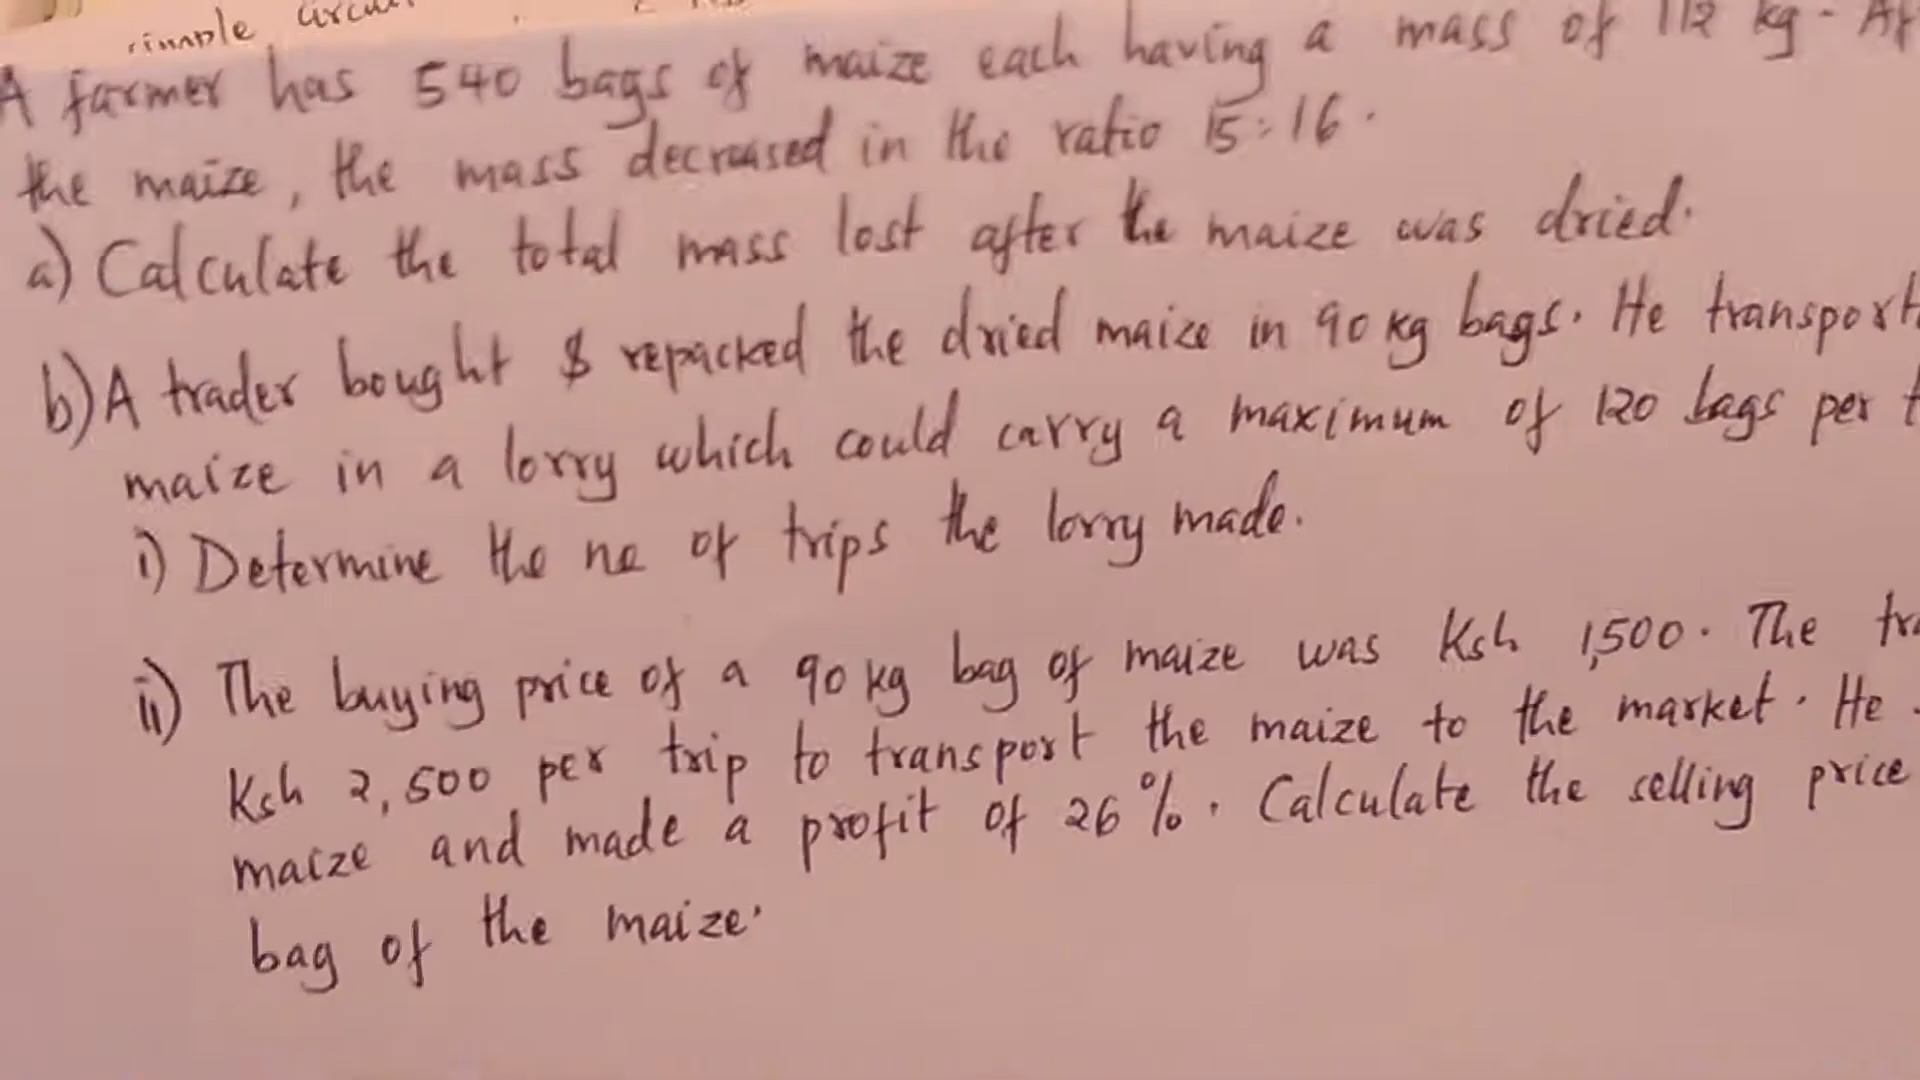 simple circuit
A farmer has 540 bags of maize each having a mass of 112 kg. Af
the maize, the mass decreased in the ratio 15:16.
a) Calculate the total mass lost after the maize was dried.
b) A trader bought & repacked the dried maize in 90 kg bags. He transport
maize in a lorry which could carry a maximum of 120 bags per t
i) Determine the no of trips the lorry made.
ii) The buying price of a 90 kg bag of maize was Ksh 1,500. The tra
Ksh 2,500 per trip to transport the maize to the market. He
maize and made a profit of 26%. Calculate the selling price
bag of the maize.